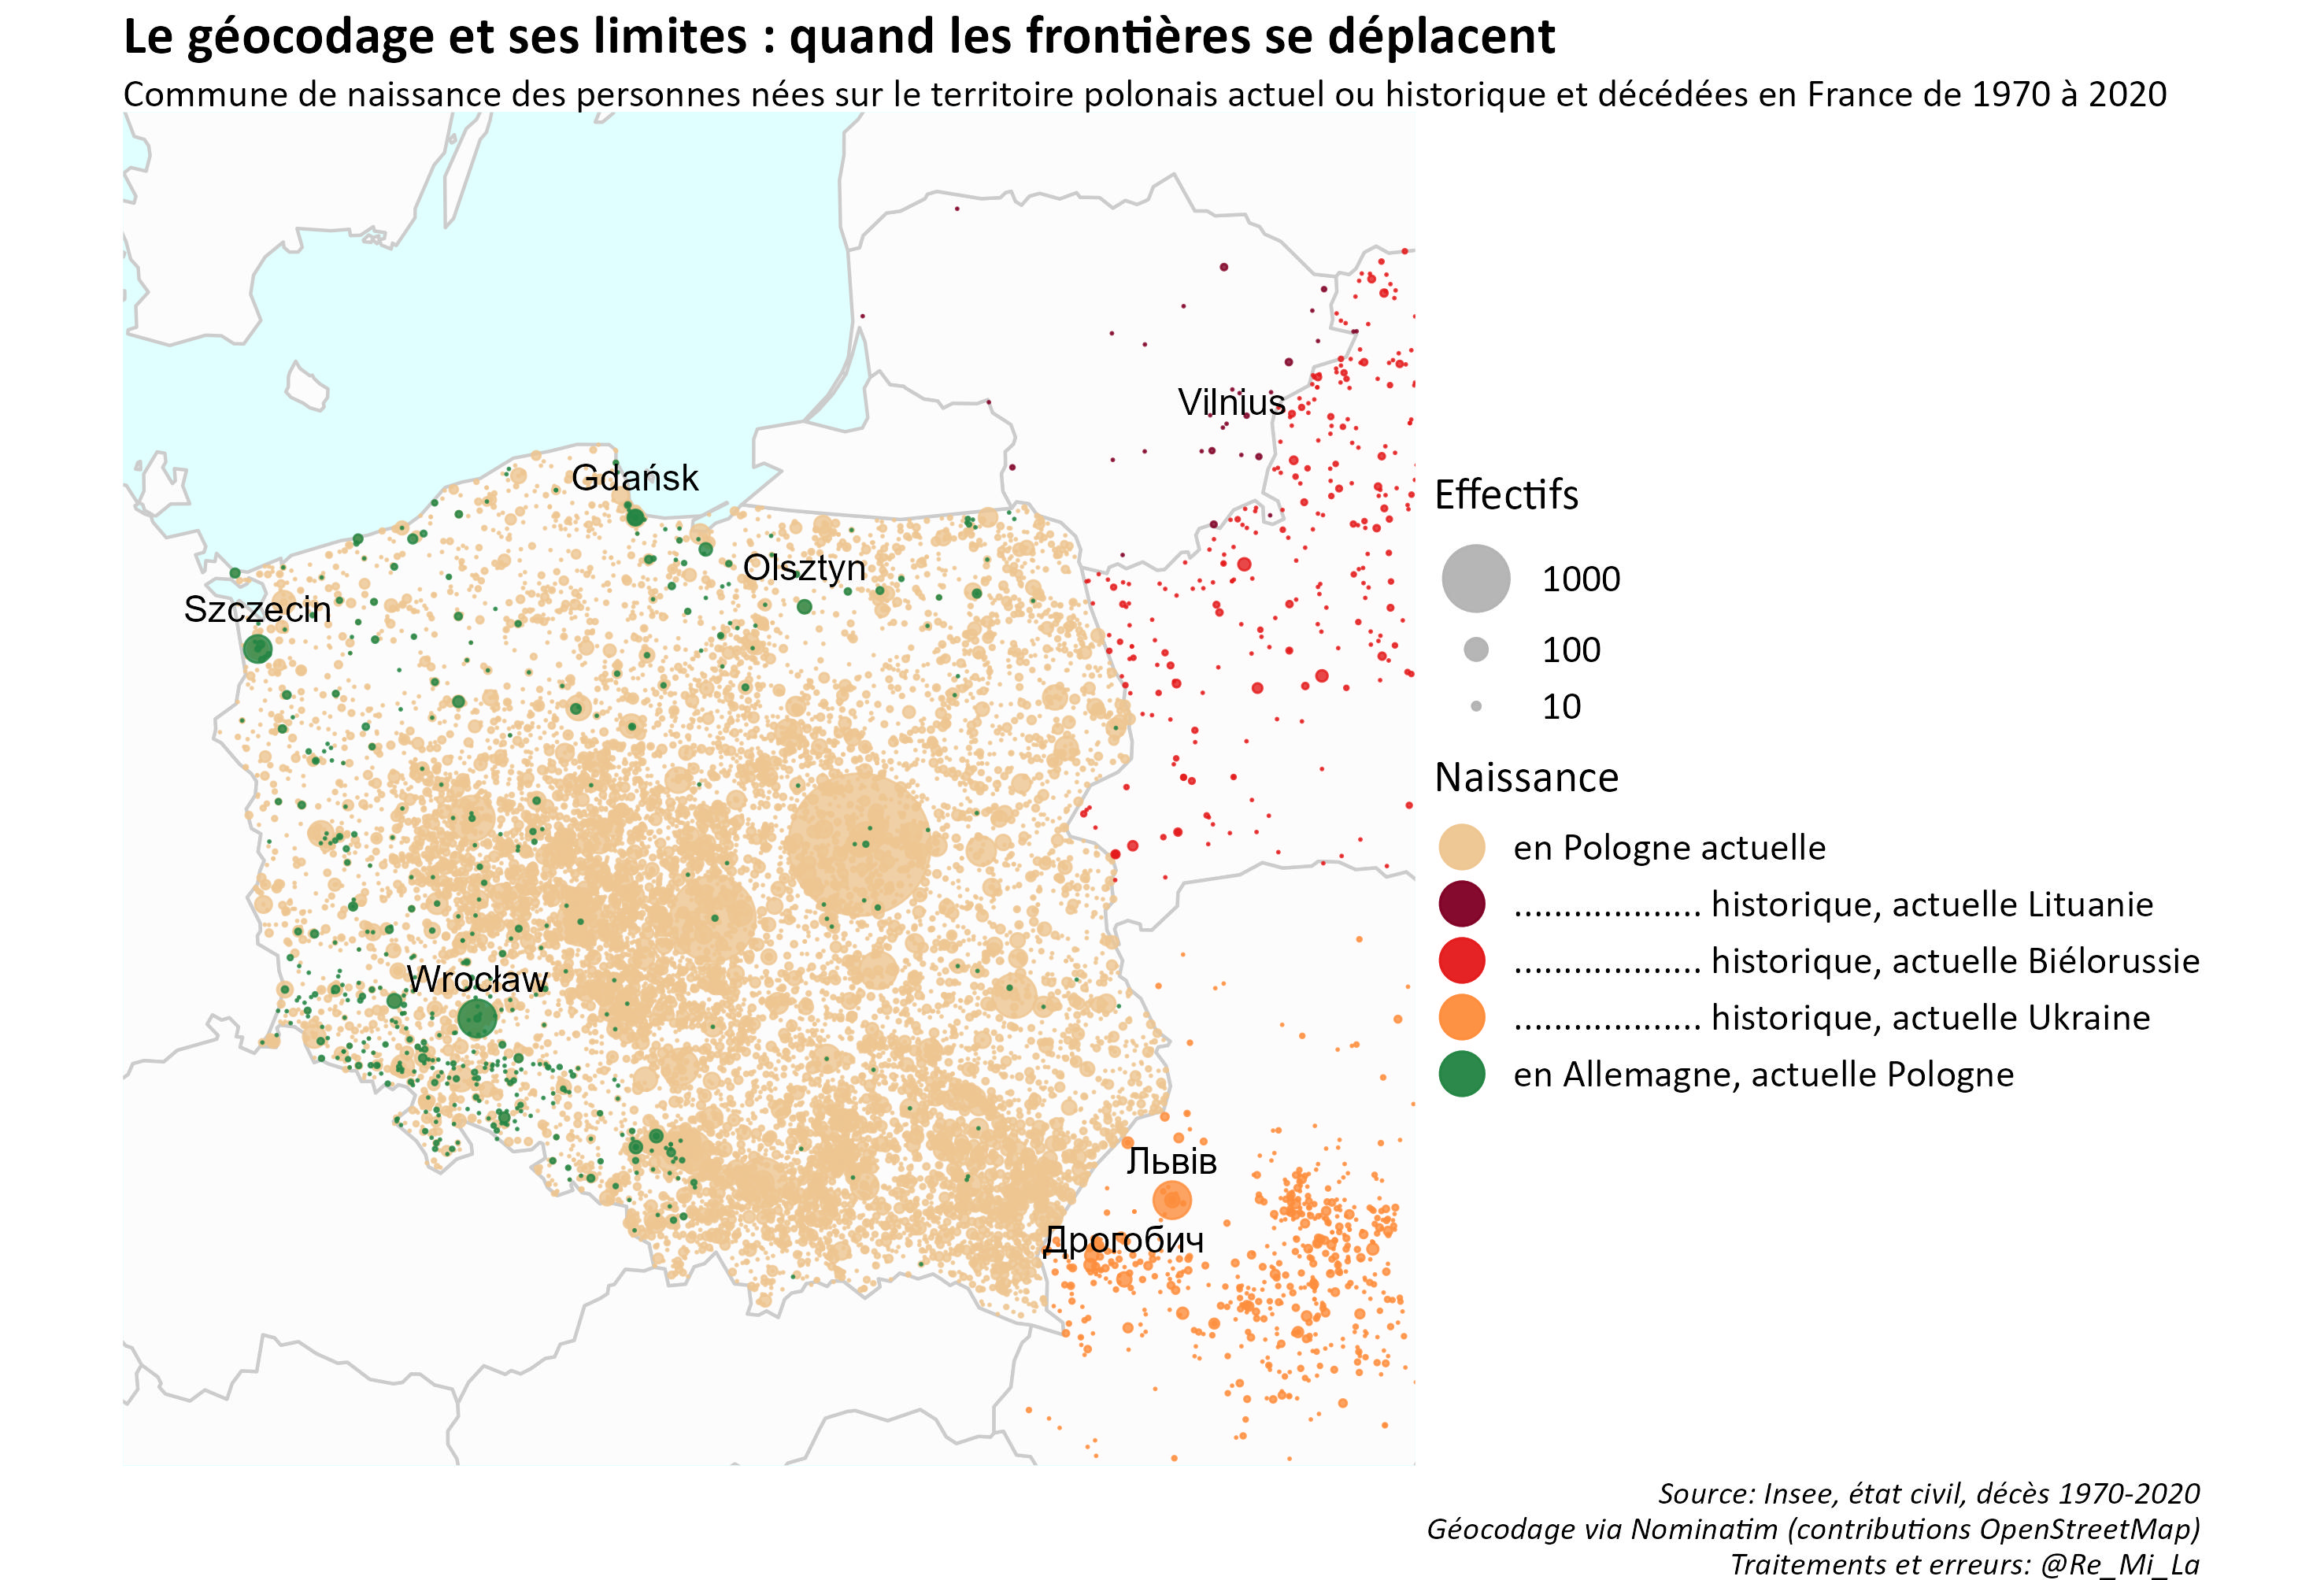 Le géocodage et ses limites : quand les frontières se déplacent
Commune de naissance des personnes nées sur le territoire polonais actuel ou historique et décédées en France de 1970 à 2020
Vilnius
Gdańsk
Olsztyn
Szczecin
Wrocław
Львів
Дрогобич
Effectifs
1000
100
10
Naissance
en Pologne actuelle
................... historique, actuelle Lituanie
................... historique, actuelle Biélorussie
................... historique, actuelle Ukraine
en Allemagne, actuelle Pologne
Source: Insee, état civil, décès 1970-2020
Géocodage via Nominatim (contributions OpenStreetMap)
Traitements et erreurs: @Re_Mi_La